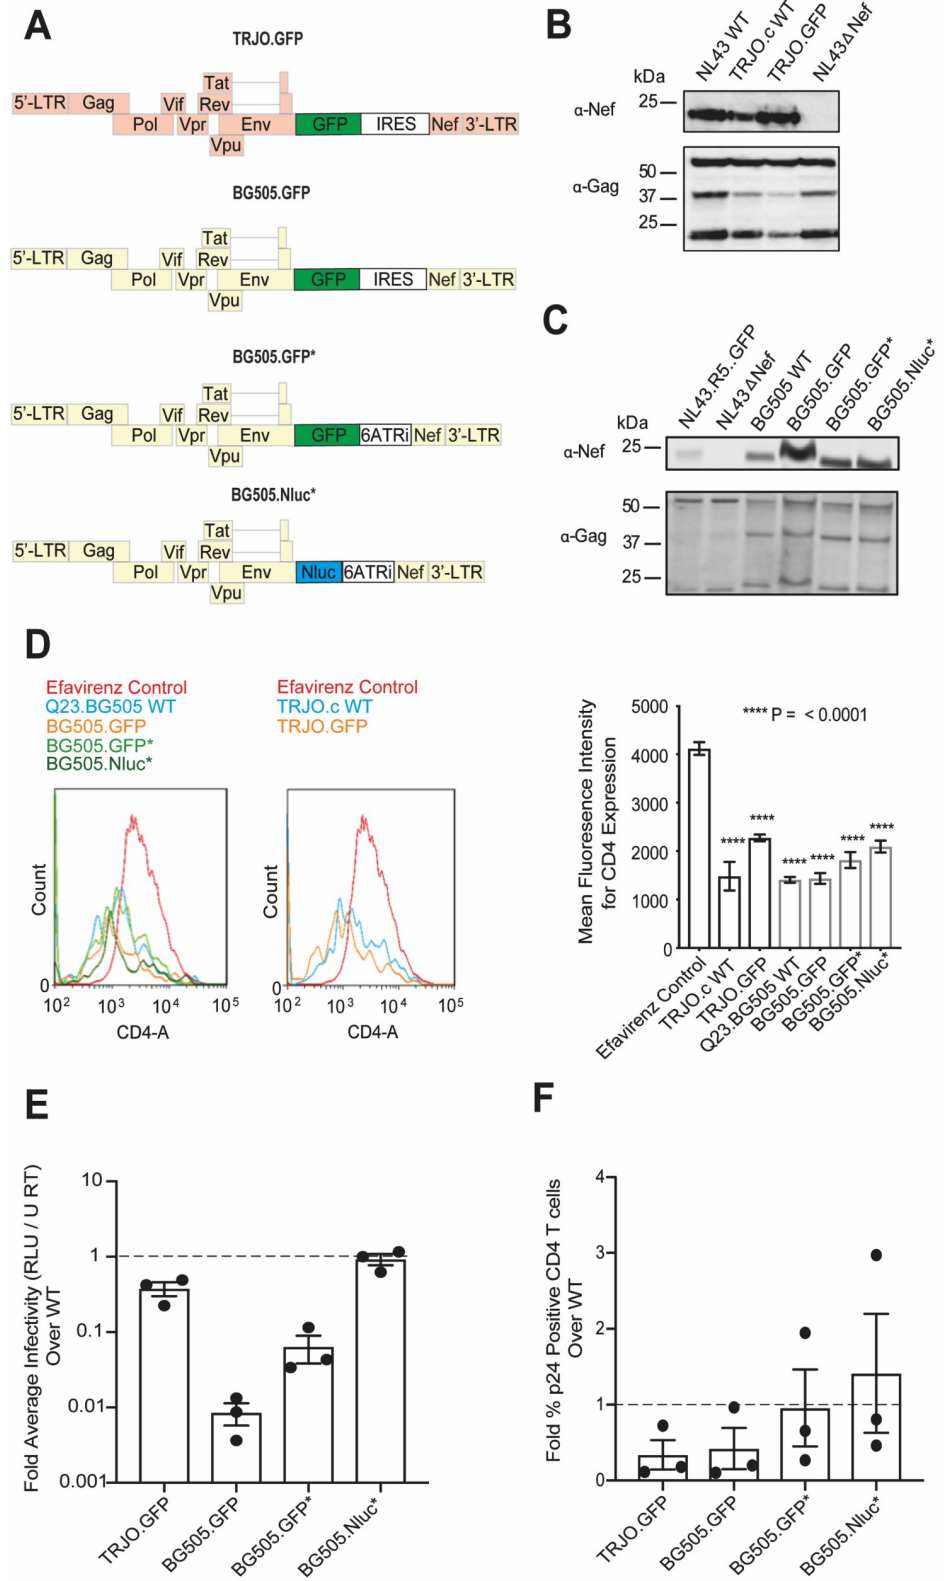 A
TRJO.GFP
Tat
5'-LTR Gag Vif Rev
Pol Vpr Env GFP IRES Nef 3'-LTR
Vpu
BG505.GFP
Tat
5'-LTR Gag Vif Rev
Pol Vpr Env GFP IRES Nef 3'-LTR
Vpu
BG505.GFP*
Tat
5'-LTR Gag Vif Rev
Pol Vpr Env GFP 6ATRi Nef 3'-LTR
Vpu
BG505.Nluc*
Tat
5'-LTR Gag Vif Rev
Pol Vpr Env Nluc 6ATRi Nef 3'-LTR
Vpu
B
NL43 WT
TRJO.c WT
TRJO.GFP
NL43ΔNef
kDa
α-Nef
25
α-Gag
50
37
25
C
NL43.R5..GFP
NL43ΔNef
BG505 WT
BG505.GFP
BG505.GFP*
BG505.Nluc*
kDa
α-Nef
25
α-Gag
50
37
25
D
Efavirenz Control
Q23.BG505 WT
BG505.GFP
BG505.GFP*
BG505.Nluc*
Count
0
10² 10³ 10⁴ 10⁵
CD4-A
Efavirenz Control
TRJO.c WT
TRJO.GFP
Count
0
10² 10³ 10⁴ 10⁵
CD4-A
Mean Fluoresence Intensity
for CD4 Expression
5000
4000
3000
2000
1000
0
**** P = < 0.0001
****
****
****
****
****
****
Efavirenz Control
TRJO.c WT
TRJO.GFP
Q23.BG505 WT
BG505.GFP
BG505.GFP*
BG505.Nluc*
E
Fold Average Infectivity (RLU / U RT)
Over WT
10
1
0.1
0.01
0.001
TRJO.GFP
BG505.GFP
BG505.GFP*
BG505.Nluc*
F
Fold % p24 Positive CD4 T cells
Over WT
4
3
2
1
0
TRJO.GFP
BG505.GFP
BG505.GFP*
BG505.Nluc*